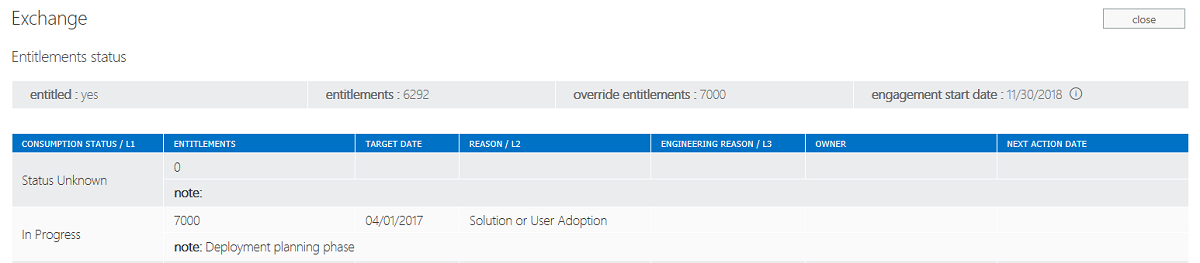 Exchange
close
Entitlements status
entitled : yes entitlements : 6292 override entitlements : 7000 engagement start date : 11/30/2018
CONSUMPTION STATUS / L1 ENTITLEMENTS TARGET DATE REASON / L2 ENGINEERING REASON / L3 OWNER NEXT ACTION DATE
0
Status Unknown
note:
7000 04/01/2017 Solution or User Adoption
In Progress
note: Deployment planning phase